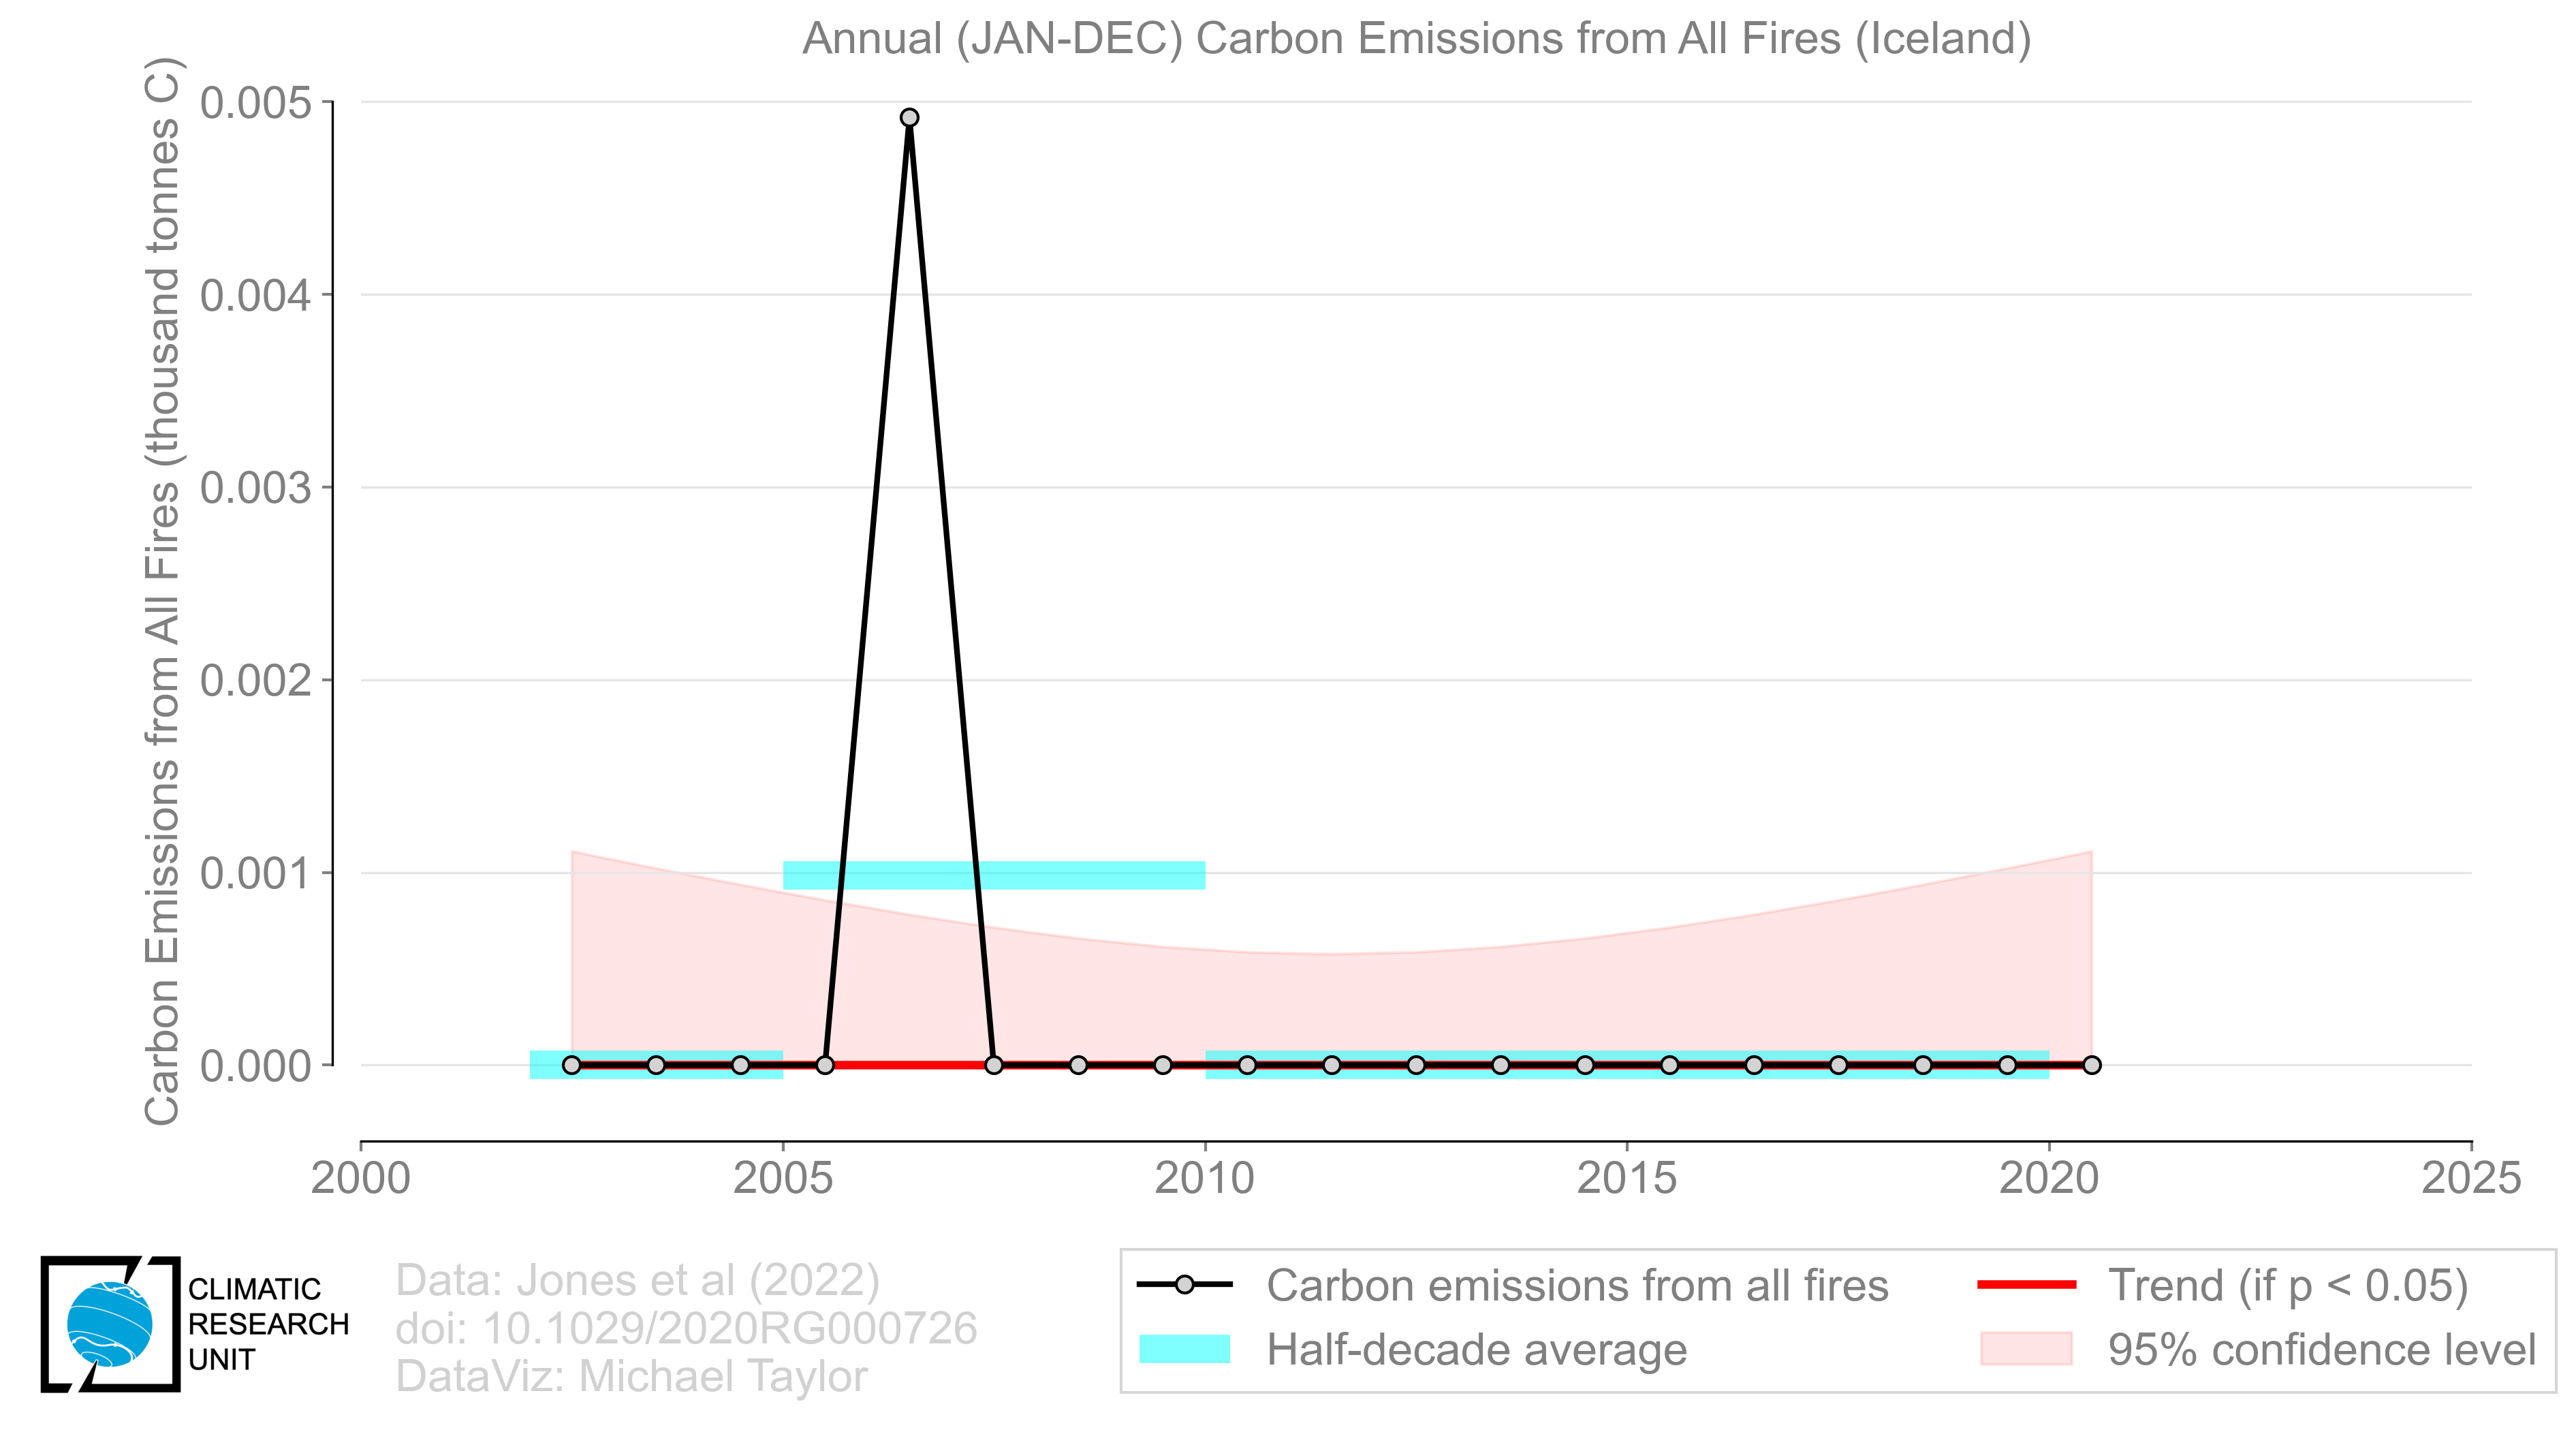 Annual (JAN-DEC) Carbon Emissions from All Fires (Iceland)
Carbon Emissions from All Fires (thousand tonnes C)
0.005
0.004
0.003
0.002
0.001
0.000
2000 2005 2010 2015 2020 2025
CLIMATIC
RESEARCH
UNIT
Data: Jones et al (2022)
doi: 10.1029/2020RG000726
DataViz: Michael Taylor
Carbon emissions from all fires
Half-decade average
Trend (if p < 0.05)
95% confidence level